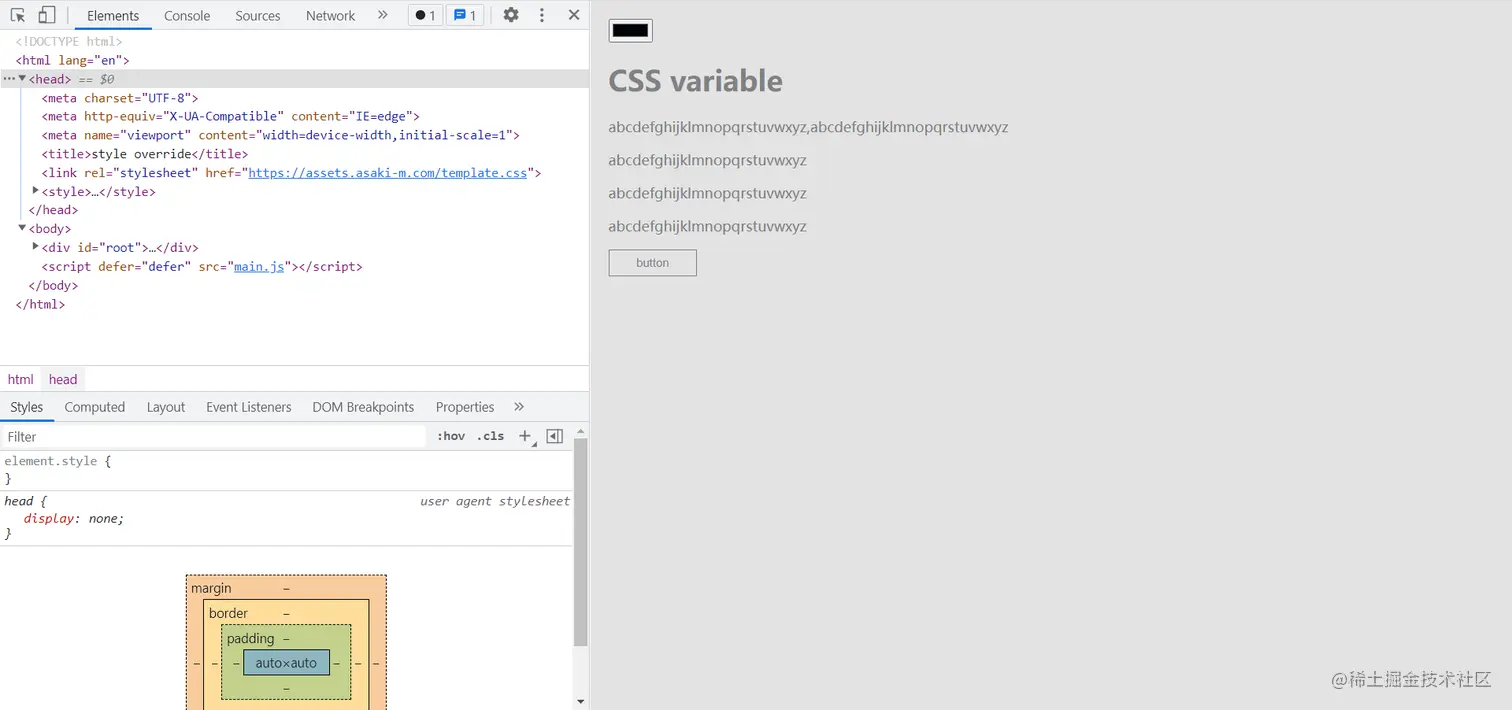 Elements Console Sources Network » 1 1
<!DOCTYPE html>
<html lang="en">
<head> == $0
<meta charset="UTF-8">
<meta http-equiv="X-UA-Compatible" content="IE=edge">
<meta name="viewport" content="width=device-width,initial-scale=1">
<title>style override</title>
<link rel="stylesheet" href="https://assets.asaki-m.com/template.css">
<style>…</style>
</head>
<body>
<div id="root">…</div>
<script defer="defer" src="main.js"></script>
</body>
</html>
html head
Styles Computed Layout Event Listeners DOM Breakpoints Properties »
Filter :hov .cls +
element.style {
}
head { user agent stylesheet
display: none;
}
margin –
border –
padding –
– – – auto×auto – – –
–
CSS variable
abcdefghijklmnopqrstuvwxyz,abcdefghijklmnopqrstuvwxyz
abcdefghijklmnopqrstuvwxyz
abcdefghijklmnopqrstuvwxyz
abcdefghijklmnopqrstuvwxyz
button
@稀土掘金技术社区